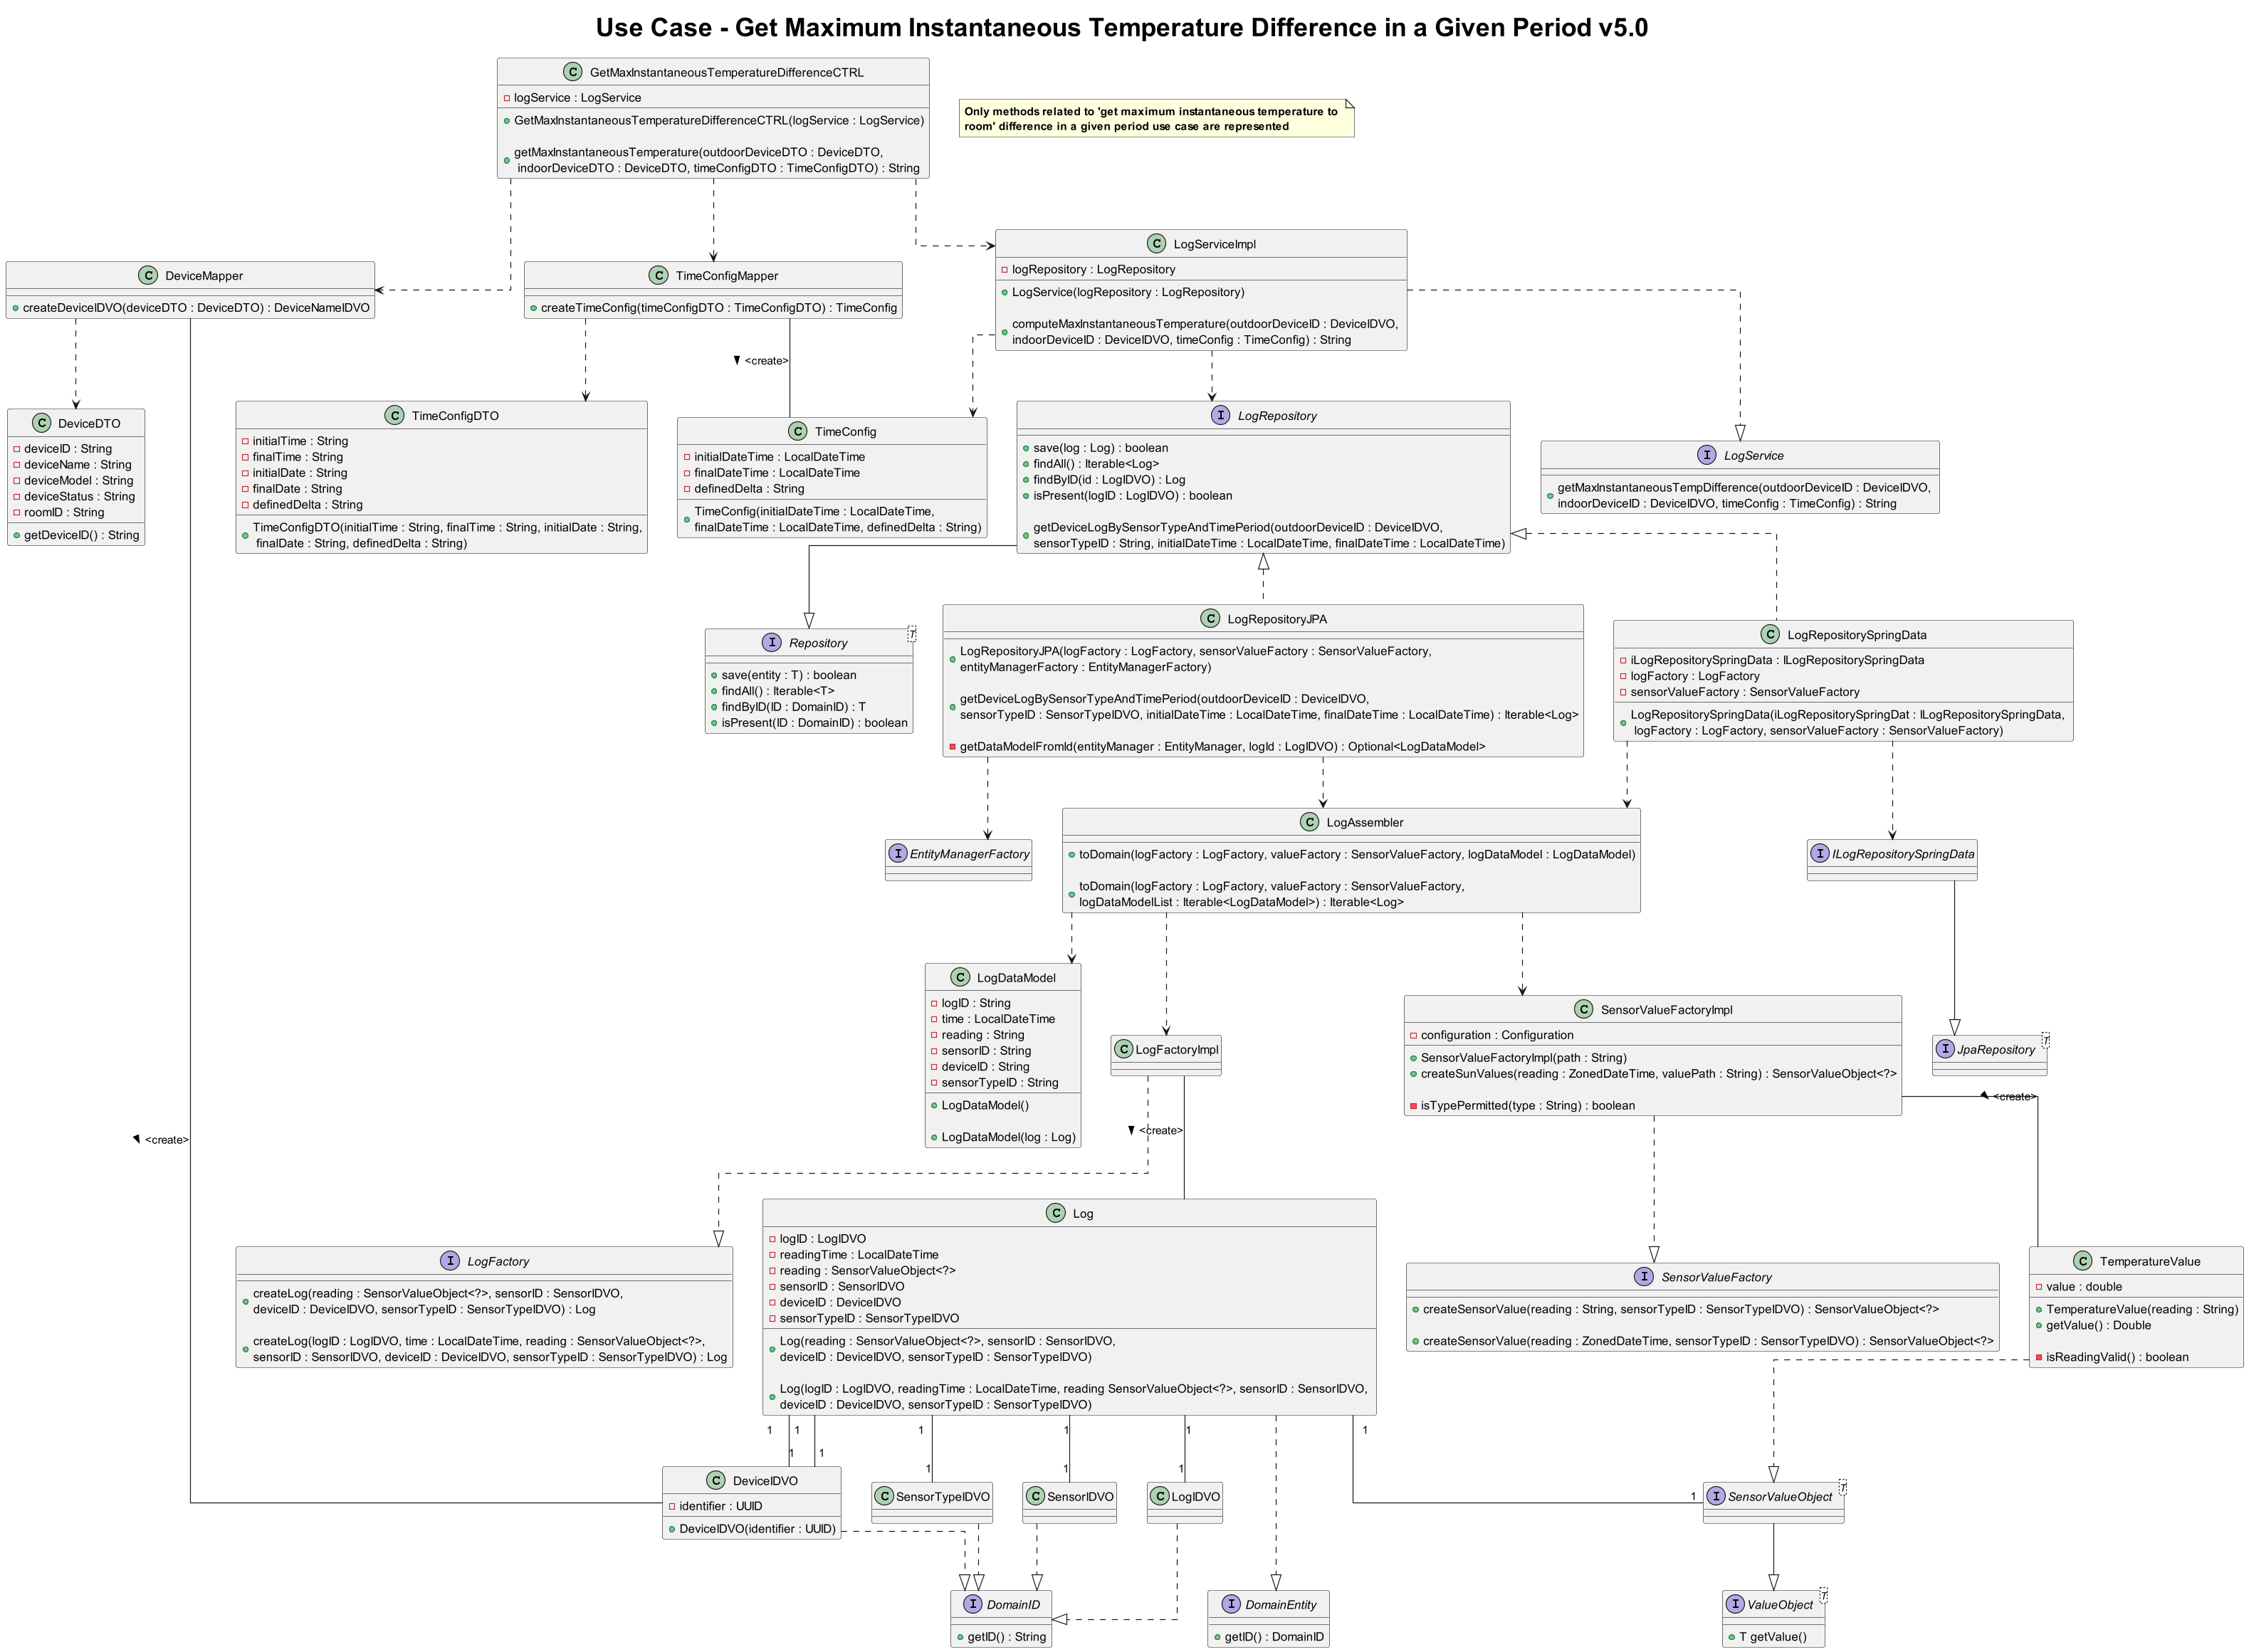 Use Case - Get Maximum Instantaneous Temperature Difference in a Given Period v5.0
C GetMaxInstantaneousTemperatureDifferenceCTRL
logService : LogService
GetMaxInstantaneousTemperatureDifferenceCTRL(logService : LogService)
getMaxInstantaneousTemperature(outdoorDeviceDTO : DeviceDTO,
indoorDeviceDTO : DeviceDTO, timeConfigDTO : TimeConfigDTO) : String
Only methods related to 'get maximum instantaneous temperature to
room' difference in a given period use case are represented
C DeviceMapper
createDeviceIDVO(deviceDTO : DeviceDTO) : DeviceNameIDVO
C TimeConfigMapper
createTimeConfig(timeConfigDTO : TimeConfigDTO) : TimeConfig
C LogServiceImpl
logRepository : LogRepository
LogService(logRepository : LogRepository)
computeMaxInstantaneousTemperature(outdoorDeviceID : DeviceIDVO,
indoorDeviceID : DeviceIDVO, timeConfig : TimeConfig) : String
<create>
C DeviceDTO
deviceID : String
deviceName : String
deviceModel : String
deviceStatus : String
roomID : String
getDeviceID() : String
C TimeConfigDTO
initialTime : String
finalTime : String
initialDate : String
finalDate : String
definedDelta : String
TimeConfigDTO(initialTime : String, finalTime : String, initialDate : String,
finalDate : String, definedDelta : String)
C TimeConfig
initialDateTime : LocalDateTime
finalDateTime : LocalDateTime
definedDelta : String
TimeConfig(initialDateTime : LocalDateTime,
finalDateTime : LocalDateTime, definedDelta : String)
I LogRepository
save(log : Log) : boolean
findAll() : Iterable<Log>
findByID(id : LogIDVO) : Log
isPresent(logID : LogIDVO) : boolean
getDeviceLogBySensorTypeAndTimePeriod(outdoorDeviceID : DeviceIDVO,
sensorTypeID : String, initialDateTime : LocalDateTime, finalDateTime : LocalDateTime)
I LogService
getMaxInstantaneousTempDifference(outdoorDeviceID : DeviceIDVO,
indoorDeviceID : DeviceIDVO, timeConfig : TimeConfig) : String
I Repository T
save(entity : T) : boolean
findAll() : Iterable<T>
findByID(ID : DomainID) : T
isPresent(ID : DomainID) : boolean
C LogRepositoryJPA
LogRepositoryJPA(logFactory : LogFactory, sensorValueFactory : SensorValueFactory,
entityManagerFactory : EntityManagerFactory)
getDeviceLogBySensorTypeAndTimePeriod(outdoorDeviceID : DeviceIDVO,
sensorTypeID : SensorTypeIDVO, initialDateTime : LocalDateTime, finalDateTime : LocalDateTime) : Iterable<Log>
getDataModelFromId(entityManager : EntityManager, logId : LogIDVO) : Optional<LogDataModel>
C LogRepositorySpringData
iLogRepositorySpringData : ILogRepositorySpringData
logFactory : LogFactory
sensorValueFactory : SensorValueFactory
LogRepositorySpringData(iLogRepositorySpringDat : ILogRepositorySpringData,
logFactory : LogFactory, sensorValueFactory : SensorValueFactory)
I EntityManagerFactory
C LogAssembler
toDomain(logFactory : LogFactory, valueFactory : SensorValueFactory, logDataModel : LogDataModel)
toDomain(logFactory : LogFactory, valueFactory : SensorValueFactory,
logDataModelList : Iterable<LogDataModel>) : Iterable<Log>
I ILogRepositorySpringData
C LogDataModel
logID : String
time : LocalDateTime
reading : String
sensorID : String
deviceID : String
sensorTypeID : String
LogDataModel()
LogDataModel(log : Log)
C LogFactoryImpl
C SensorValueFactoryImpl
configuration : Configuration
SensorValueFactoryImpl(path : String)
createSunValues(reading : ZonedDateTime, valuePath : String) : SensorValueObject<?>
isTypePermitted(type : String) : boolean
I JpaRepository T
<create>
<create>
<create>
I LogFactory
createLog(reading : SensorValueObject<?>, sensorID : SensorIDVO,
deviceID : DeviceIDVO, sensorTypeID : SensorTypeIDVO) : Log
createLog(logID : LogIDVO, time : LocalDateTime, reading : SensorValueObject<?>,
sensorID : SensorIDVO, deviceID : DeviceIDVO, sensorTypeID : SensorTypeIDVO) : Log
C Log
logID : LogIDVO
readingTime : LocalDateTime
reading : SensorValueObject<?>
sensorID : SensorIDVO
deviceID : DeviceIDVO
sensorTypeID : SensorTypeIDVO
Log(reading : SensorValueObject<?>, sensorID : SensorIDVO,
deviceID : DeviceIDVO, sensorTypeID : SensorTypeIDVO)
Log(logID : LogIDVO, readingTime : LocalDateTime, reading SensorValueObject<?>, sensorID : SensorIDVO,
deviceID : DeviceIDVO, sensorTypeID : SensorTypeIDVO)
I SensorValueFactory
createSensorValue(reading : String, sensorTypeID : SensorTypeIDVO) : SensorValueObject<?>
createSensorValue(reading : ZonedDateTime, sensorTypeID : SensorTypeIDVO) : SensorValueObject<?>
C TemperatureValue
value : double
TemperatureValue(reading : String)
getValue() : Double
isReadingValid() : boolean
1 1 1 1 1 1
1 1 1 1 1
C DeviceIDVO
identifier : UUID
DeviceIDVO(identifier : UUID)
C SensorTypeIDVO
C SensorIDVO
C LogIDVO
1
I SensorValueObject T
I DomainID
getID() : String
I DomainEntity
getID() : DomainID
I ValueObject T
T getValue()